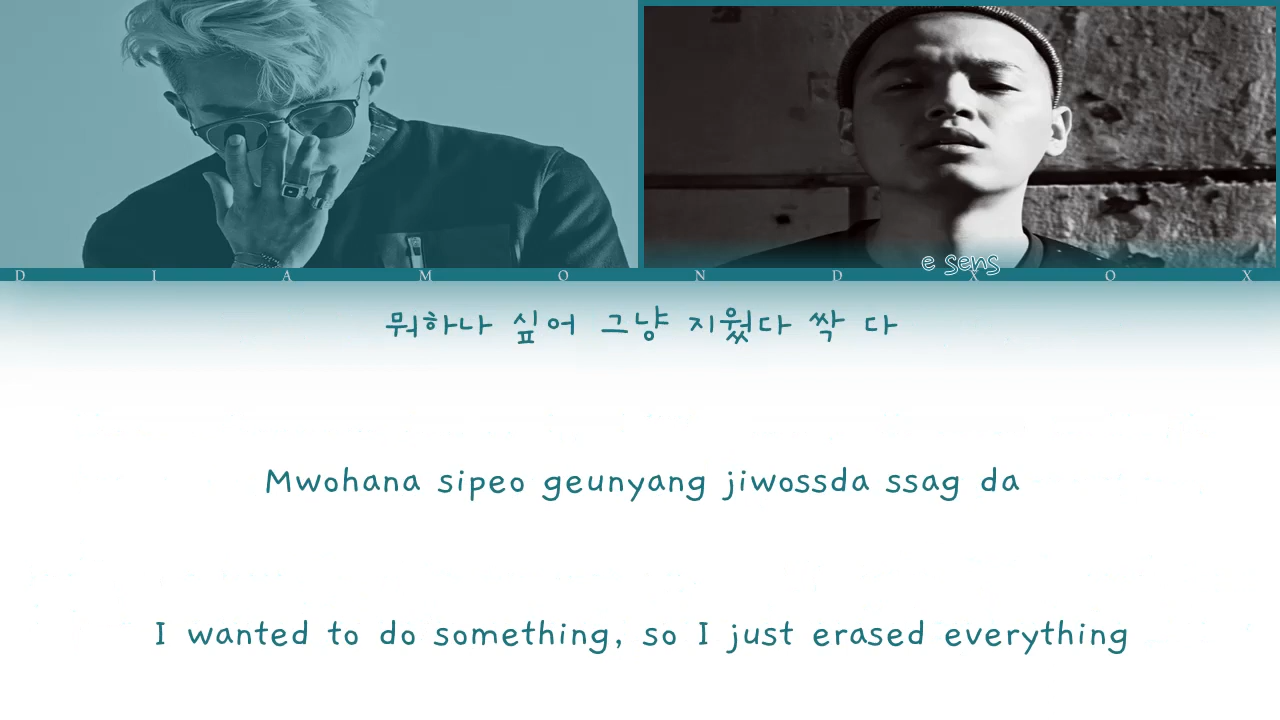 e sens
D I A M O N D X O X
뭐하나 싶어 그냥 지웠다 싹 다
Mwohana sipeo geunyang jiwossda ssag da
I wanted to do something, so I just erased everything